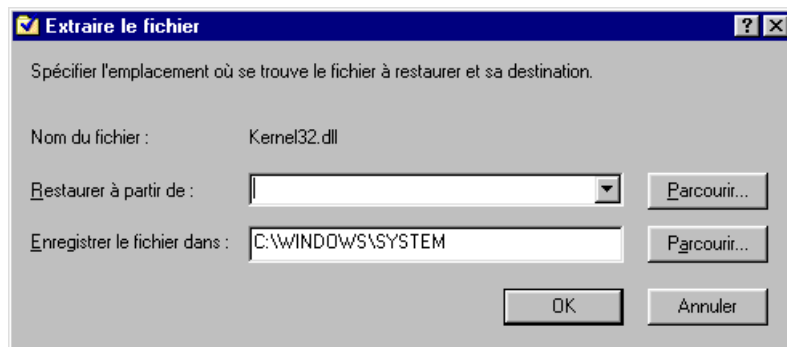 Extraire le fichier
Spécifier l'emplacement où se trouve le fichier à restaurer et sa destination.
Nom du fichier : Kernel32.dll
Restaurer à partir de : Parcourir...
Enregistrer le fichier dans : C:\WINDOWS\SYSTEM Parcourir...
OK Annuler